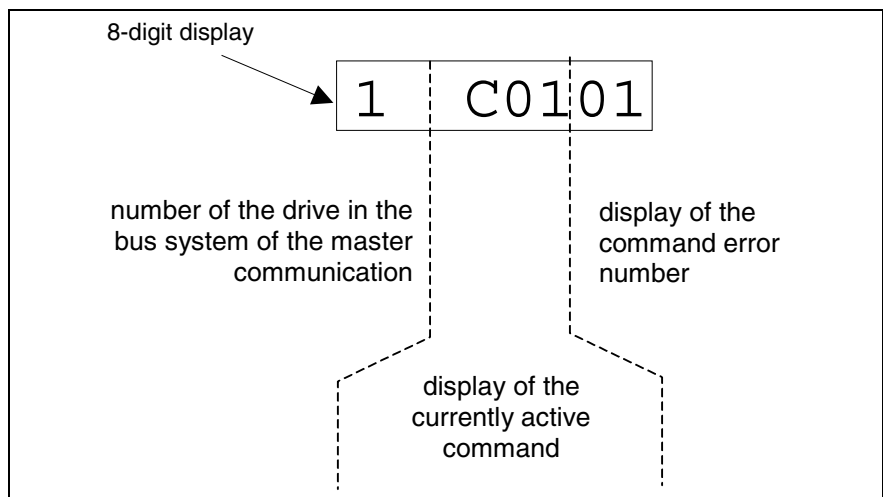 8-digit display
1 C0101
number of the drive in the
bus system of the master
communication
display of the
command error
number
display of the
currently active
command